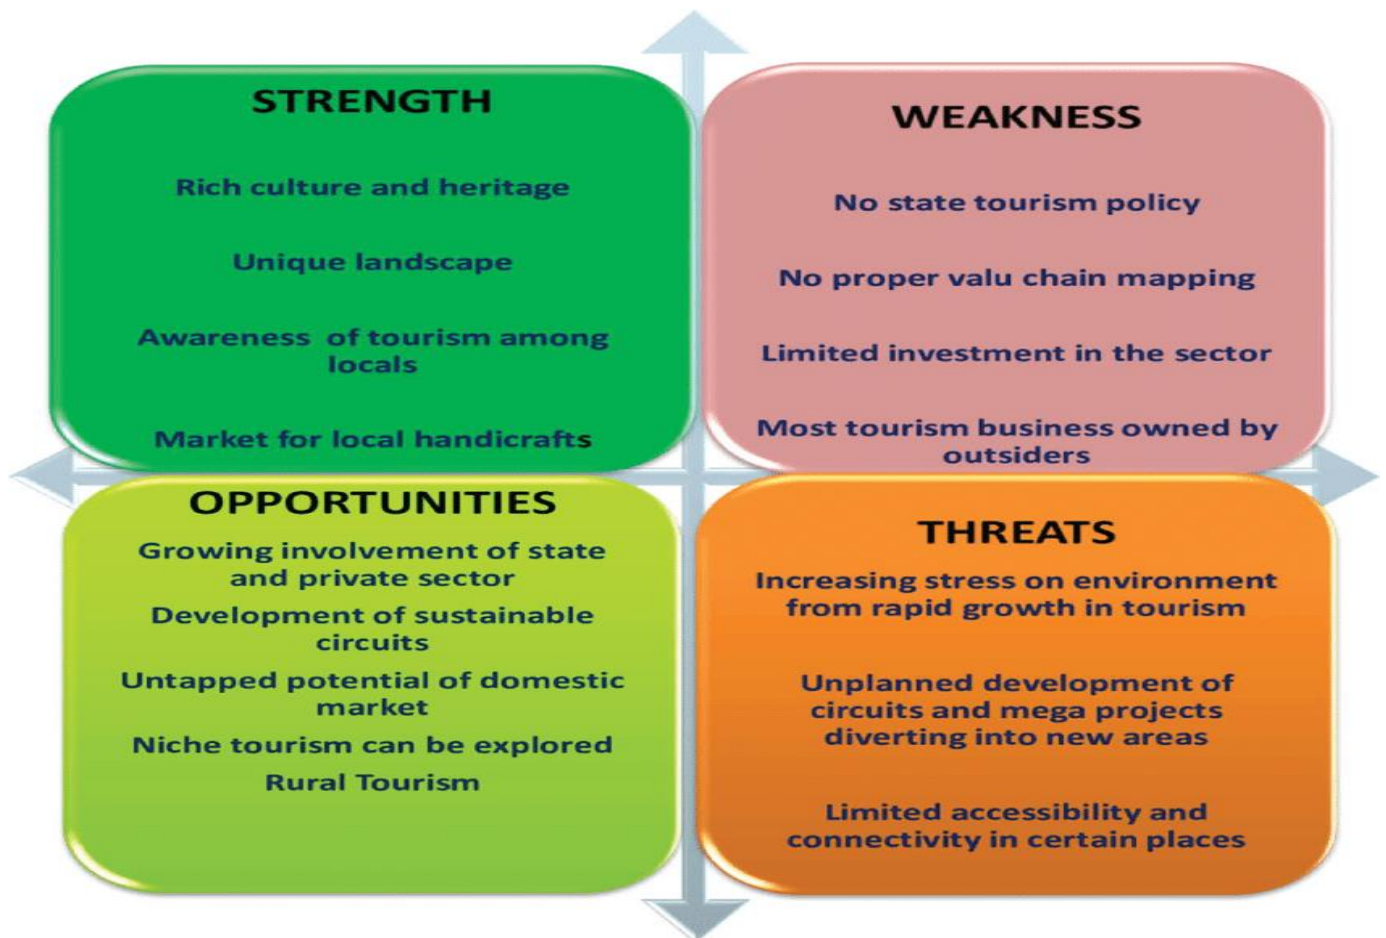 STRENGTH
Rich culture and heritage
Unique landscape
Awareness of tourism among
locals
Market for local handicrafts
WEAKNESS
No state tourism policy
No proper valu chain mapping
Limited investment in the sector
Most tourism business owned by
outsiders
OPPORTUNITIES
Growing involvement of state
and private sector
Development of sustainable
circuits
Untapped potential of domestic
market
Niche tourism can be explored
Rural Tourism
THREATS
Increasing stress on environment
from rapid growth in tourism
Unplanned development of
circuits and mega projects
diverting into new areas
Limited accessibility and
connectivity in certain places